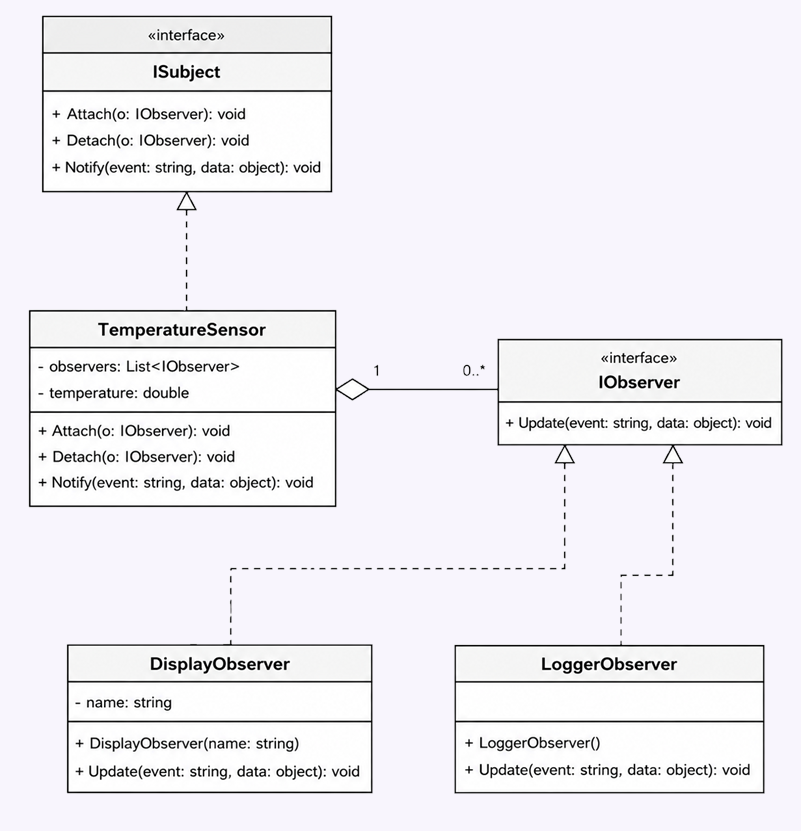 «interface»
ISubject
+ Attach(o: IObserver): void
+ Detach(o: IObserver): void
+ Notify(event: string, data: object): void
TemperatureSensor
- observers: List<IObserver>
- temperature: double
+ Attach(o: IObserver): void
+ Detach(o: IObserver): void
+ Notify(event: string, data: object): void
1
0..*
«interface»
IObserver
+ Update(event: string, data: object): void
DisplayObserver
- name: string
+ DisplayObserver(name: string)
+ Update(event: string, data: object): void
LoggerObserver
+ LoggerObserver()
+ Update(event: string, data: object): void